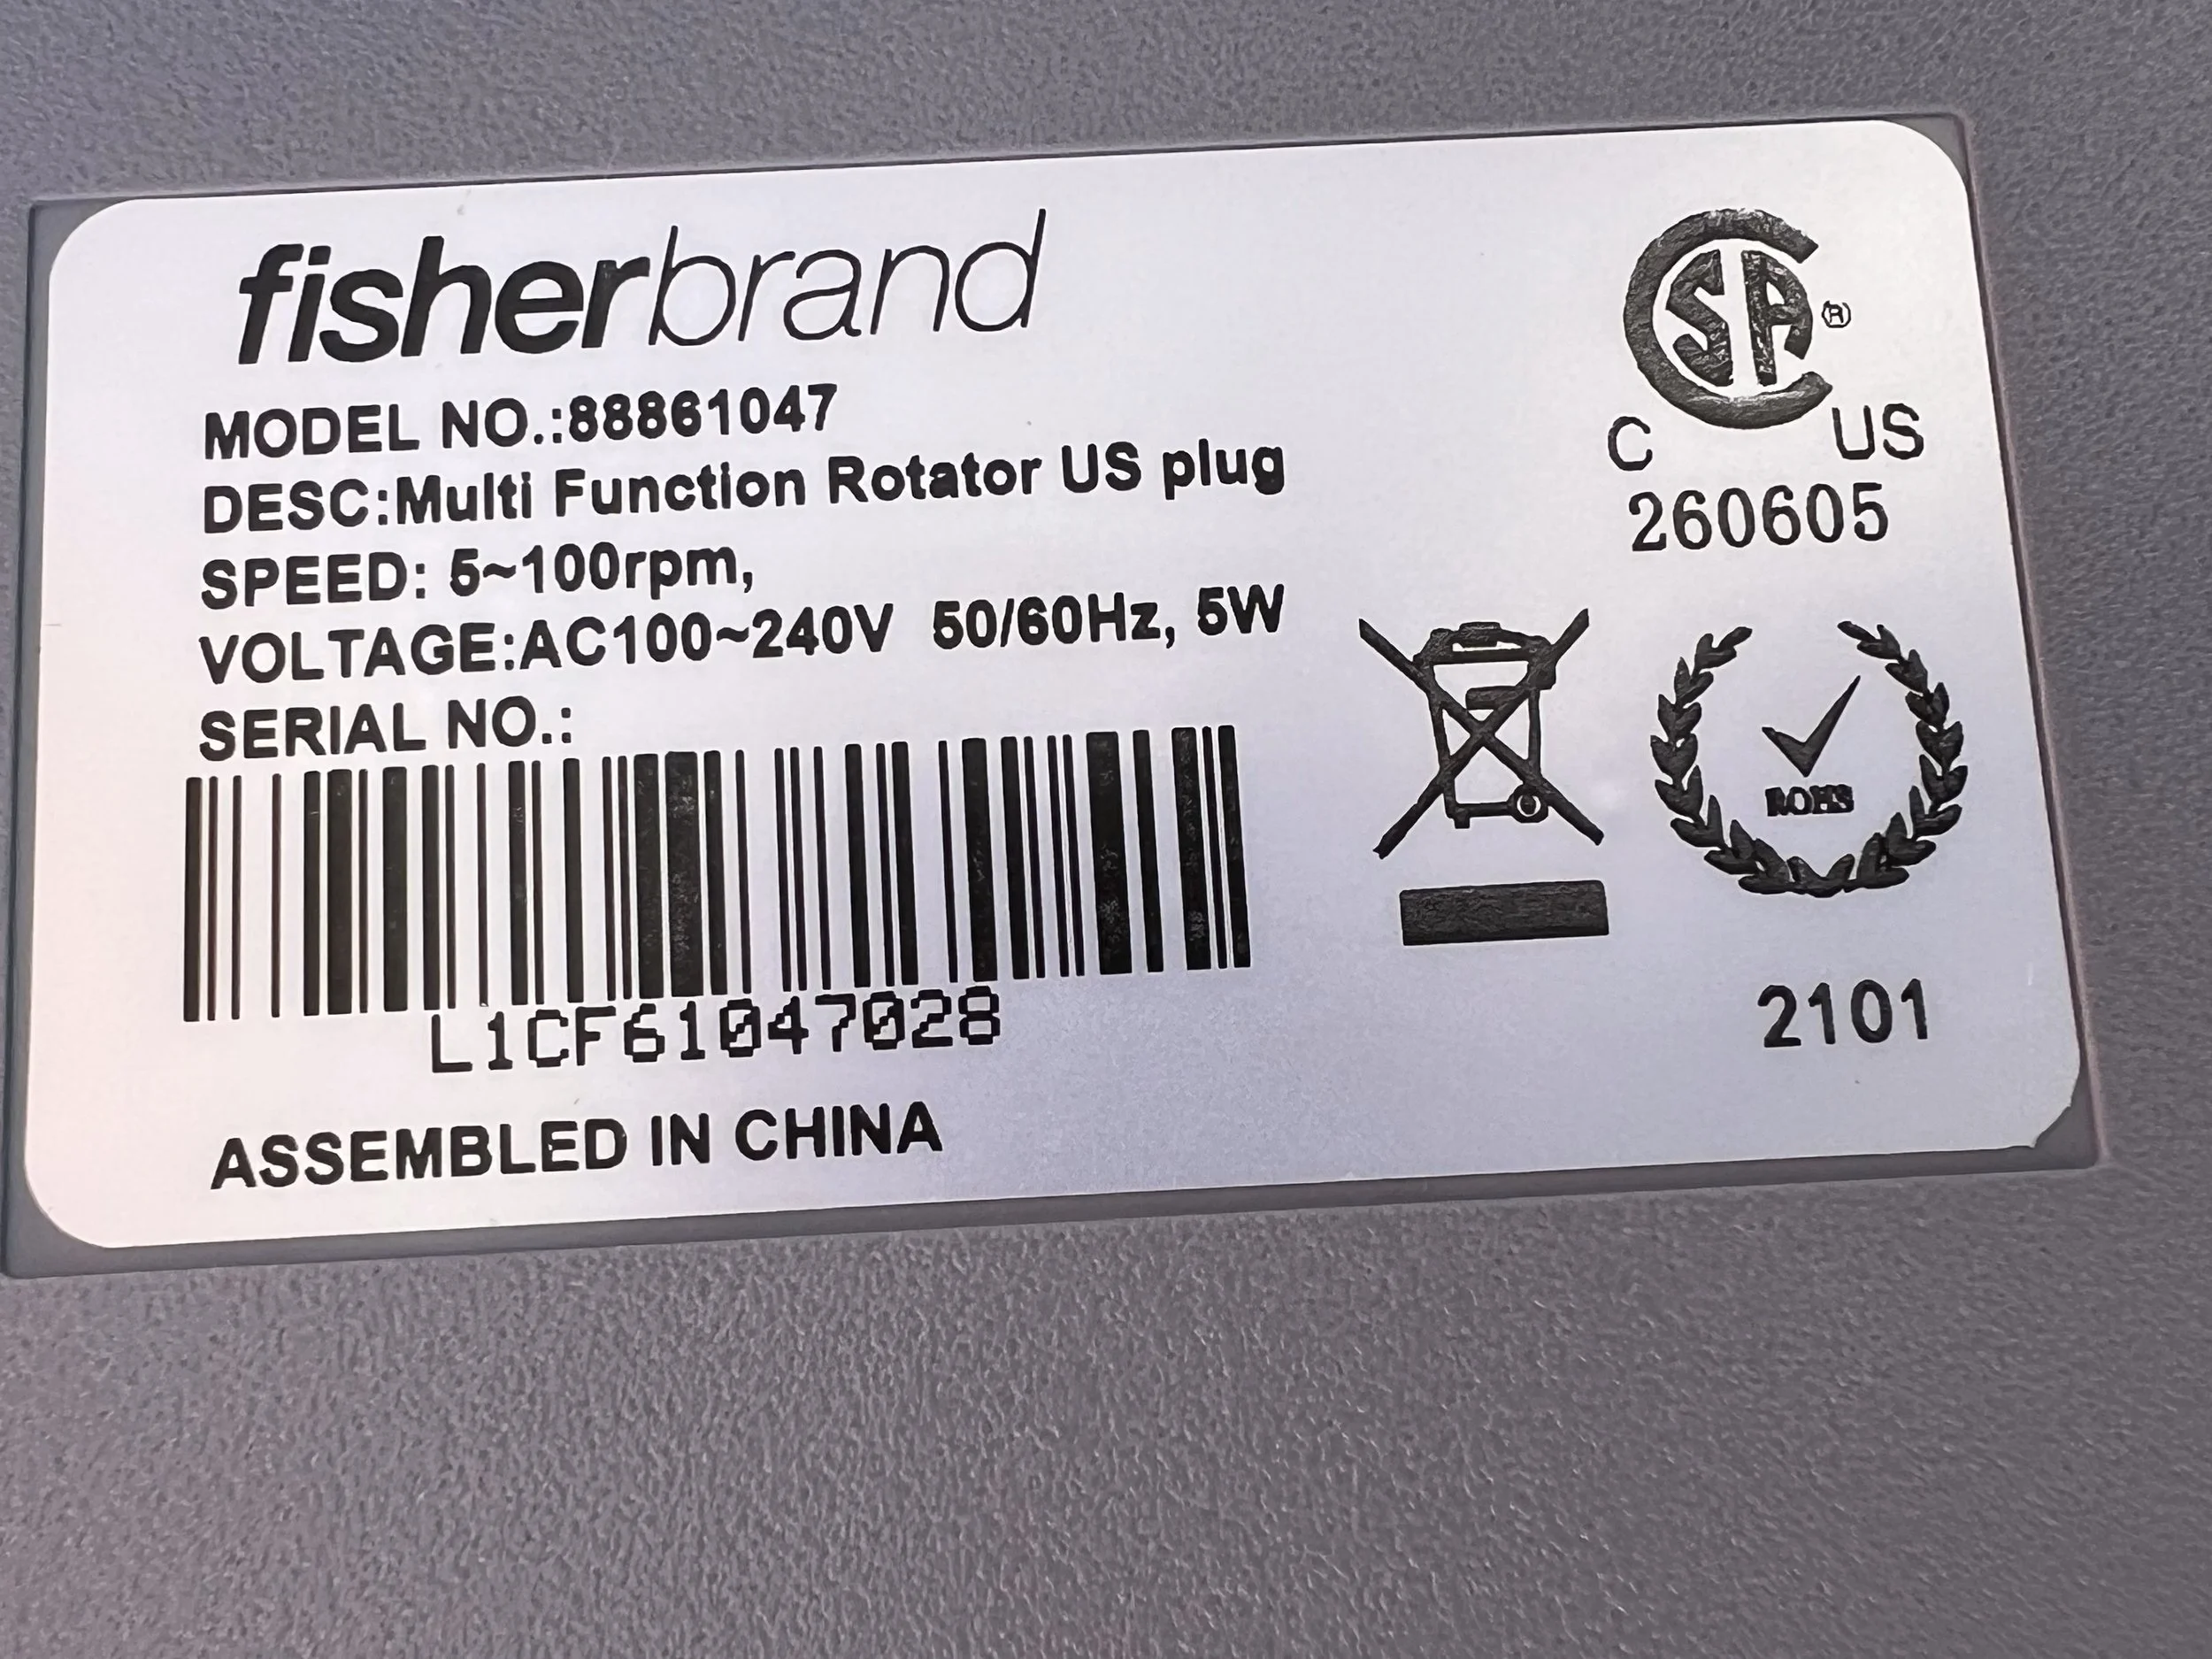 fisherbrand
MODEL NO.:88861047
DESC:Multi Function Rotator US plug
SPEED: 5~100rpm,
VOLTAGE:AC100~240V 50/60Hz, 5W
SERIAL NO.:
L1CF61047028
ASSEMBLED IN CHINA
CSA®
C US
260605
ROHS
2101